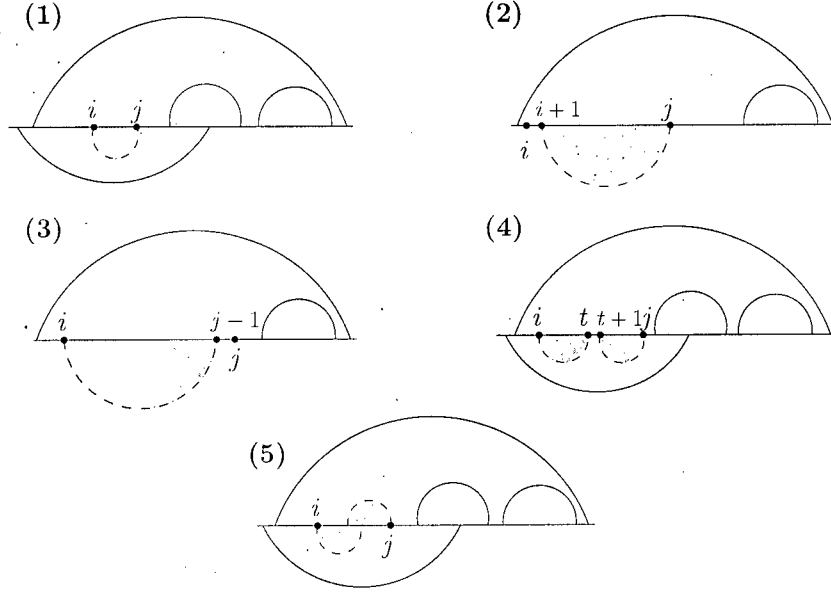 (1)
(2)
i j
i + 1 j
i
(3)
(4)
i j − 1
j
i t t + 1 j
(5)
i
j